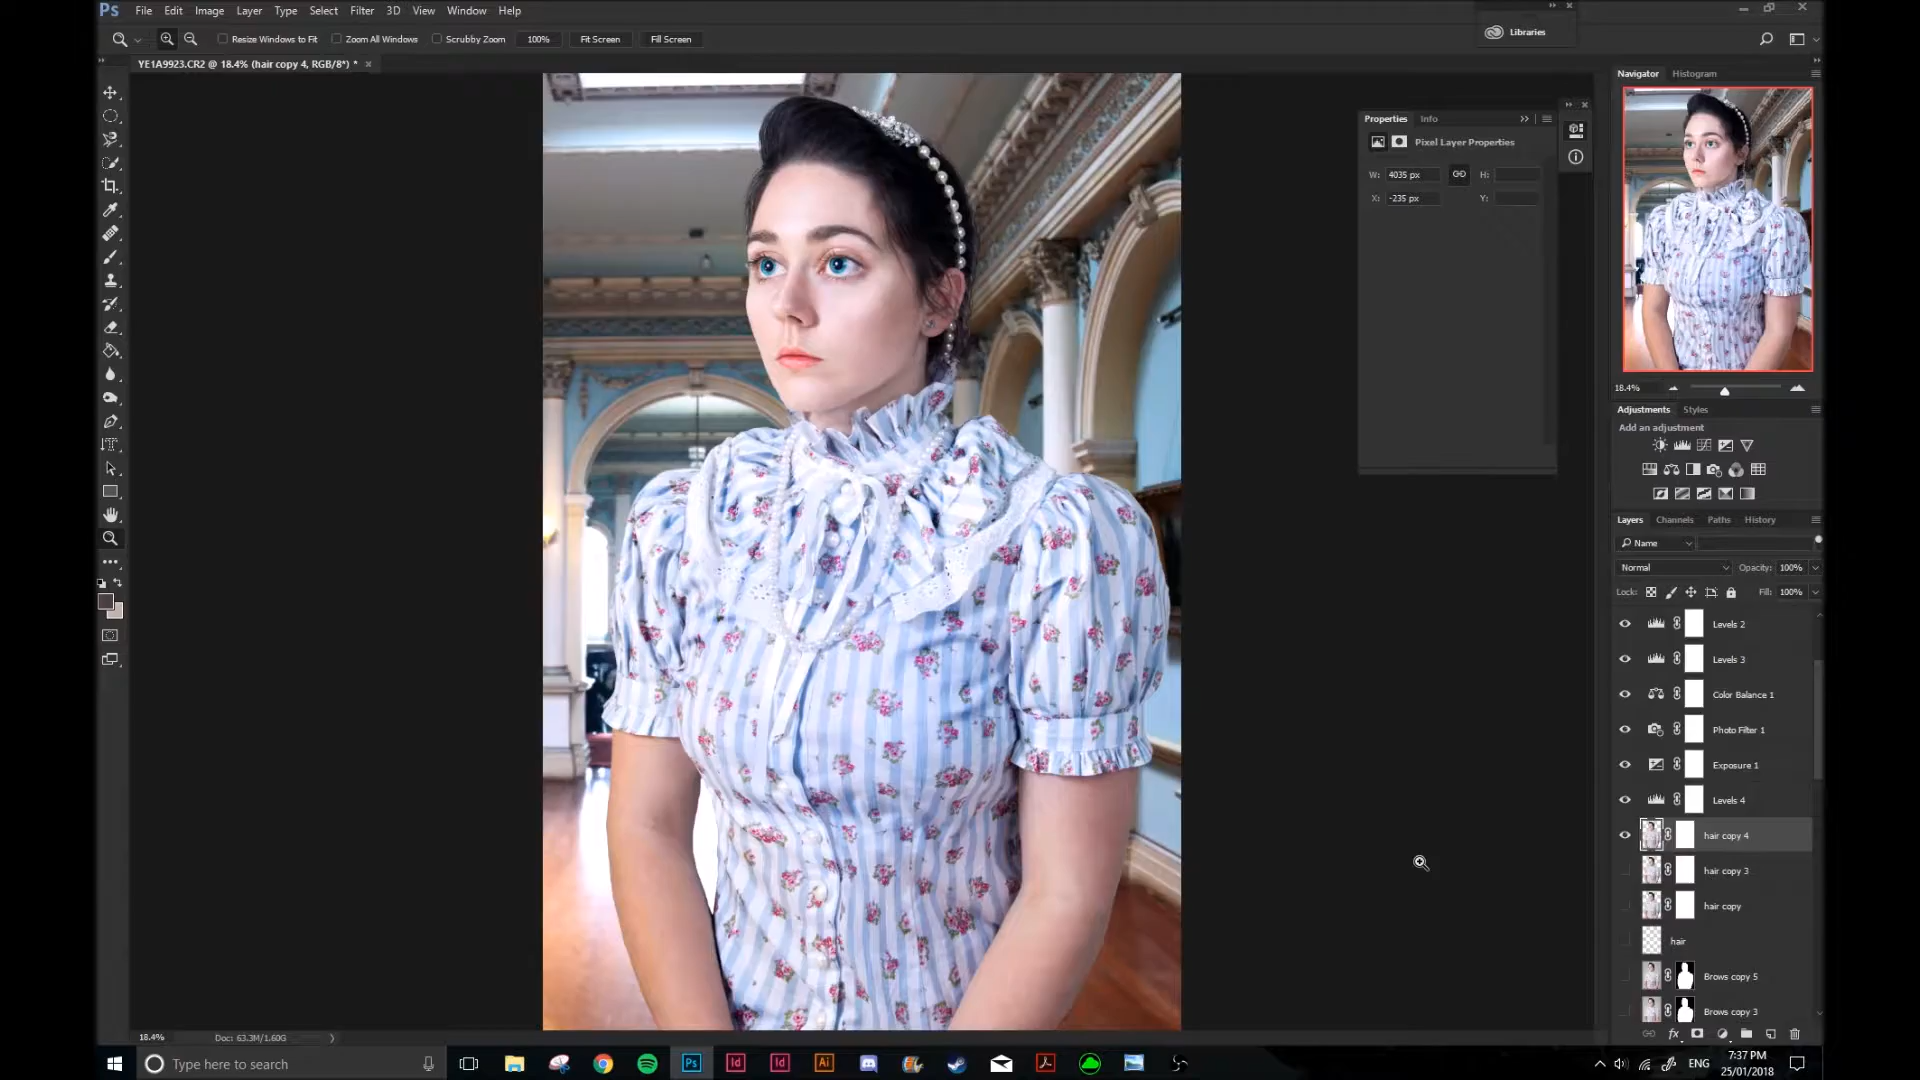 Ps File Edit Image Layer Type Select Filter 3D View Window Help
Libraries
Resize Windows to Fit Zoom All Windows Scrubby Zoom 100% Fit Screen Fill Screen
YE1A9923.CR2 @ 18.4% (hair copy 4, RGB/8*) *
Navigator Histogram
Properties Info
Pixel Layer Properties
W: 4035 px H:
X: -235 px Y:
18.4%
Adjustments Styles
Add an adjustment
Layers Channels Paths History
Name
Normal Opacity: 100%
Lock: Fill: 100%
Levels 2
Levels 3
Color Balance 1
Photo Filter 1
Exposure 1
Levels 4
hair copy 4
hair copy 3
hair copy
hair
Brows copy 5
Brows copy 3
fx
18.4% Doc: 63.3M/1.60G
Type here to search
Ps Id Id Ai
ENG
7:37 PM
25/01/2018